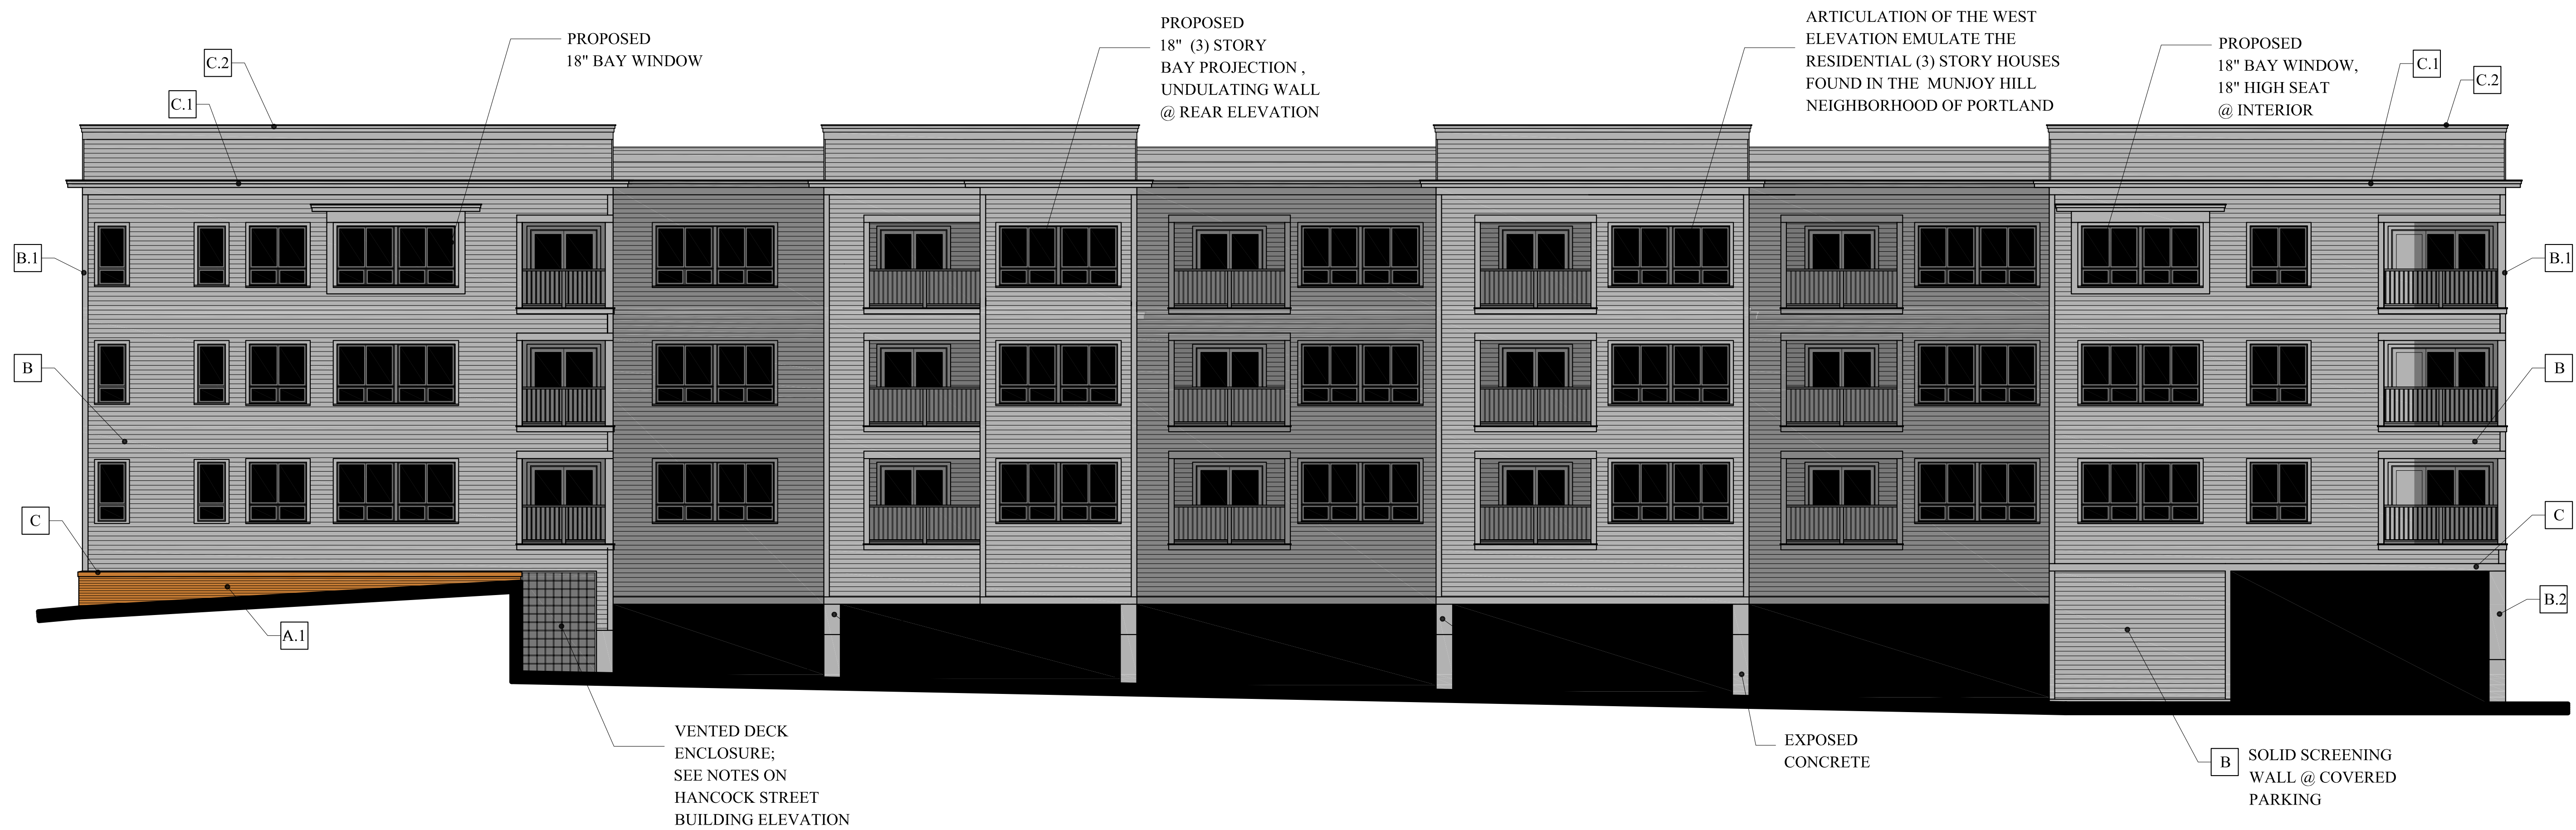 PROPOSED
18" BAY WINDOW
PROPOSED
18" (3) STORY
BAY PROJECTION ,
UNDULATING WALL
@ REAR ELEVATION
ARTICULATION OF THE WEST
ELEVATION EMULATE THE
RESIDENTIAL (3) STORY HOUSES
FOUND IN THE MUNJOY HILL
NEIGHBORHOOD OF PORTLAND
PROPOSED
18" BAY WINDOW,
18" HIGH SEAT
@ INTERIOR
C.2
C.1
C.1
C.2
B.1
B.1
B
B
C
C
B.2
A.1
VENTED DECK
ENCLOSURE;
SEE NOTES ON
HANCOCK STREET
BUILDING ELEVATION
EXPOSED
CONCRETE
B
SOLID SCREENING
WALL @ COVERED
PARKING